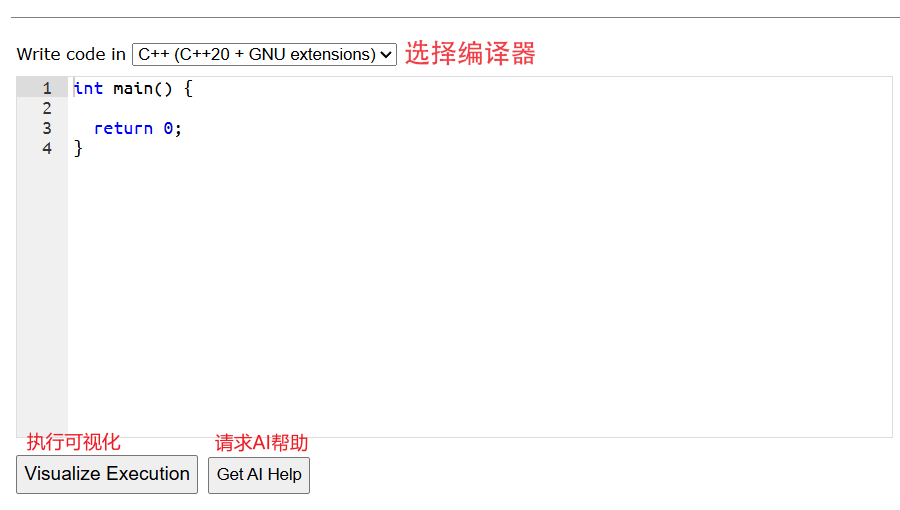 Write code in C++ (C++20 + GNU extensions) 选择编译器
1 int main() {
2
3 return 0;
4 }
执行可视化 请求AI帮助
Visualize Execution Get AI Help